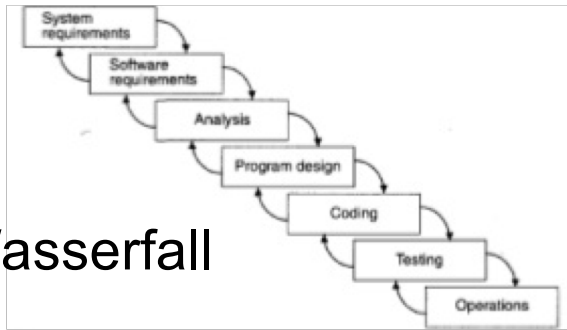 System
requirements
Software
requirements
Analysis
Program design
Coding
asserfall
Testing
Operations